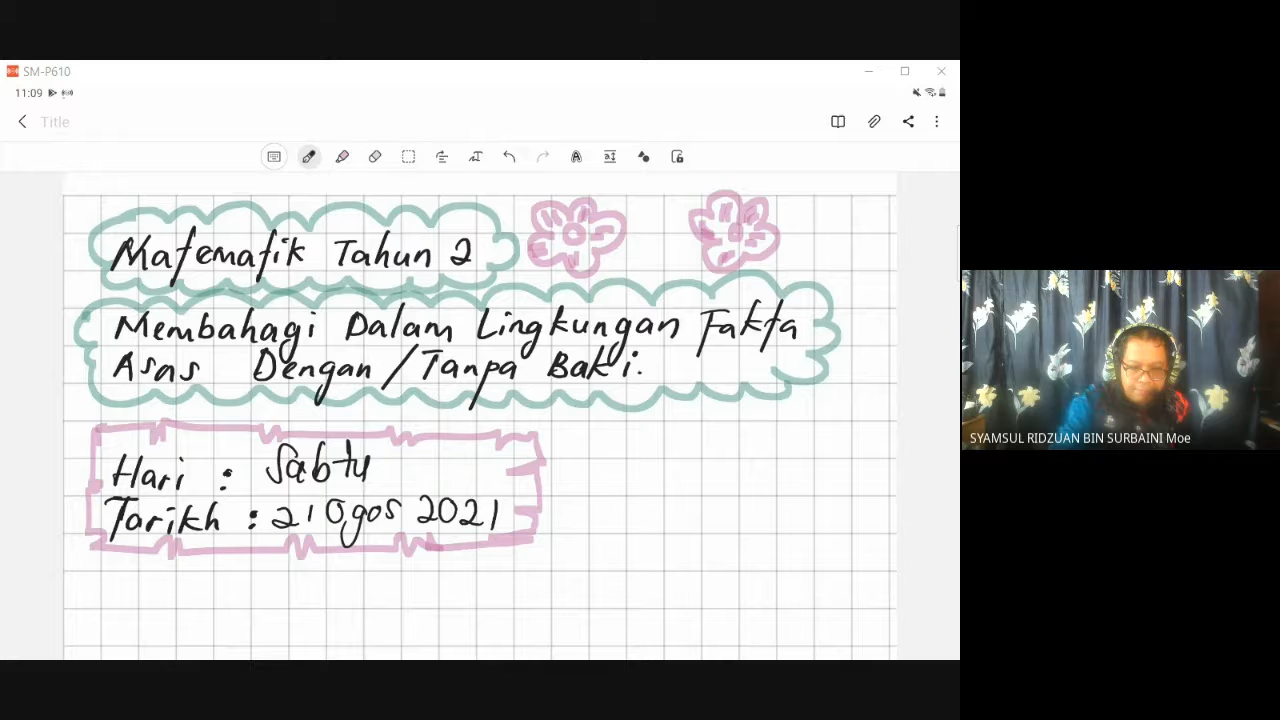 SM-P610
11:09
Title
Matematik Tahun 2
Membahagi Dalam Lingkungan Fakta
Asas Dengan/Tanpa Baki.
Hari : Sabtu
Tarikh : 21 Ogos 2021
SYAMSUL RIDZUAN BIN SURBAINI Moe